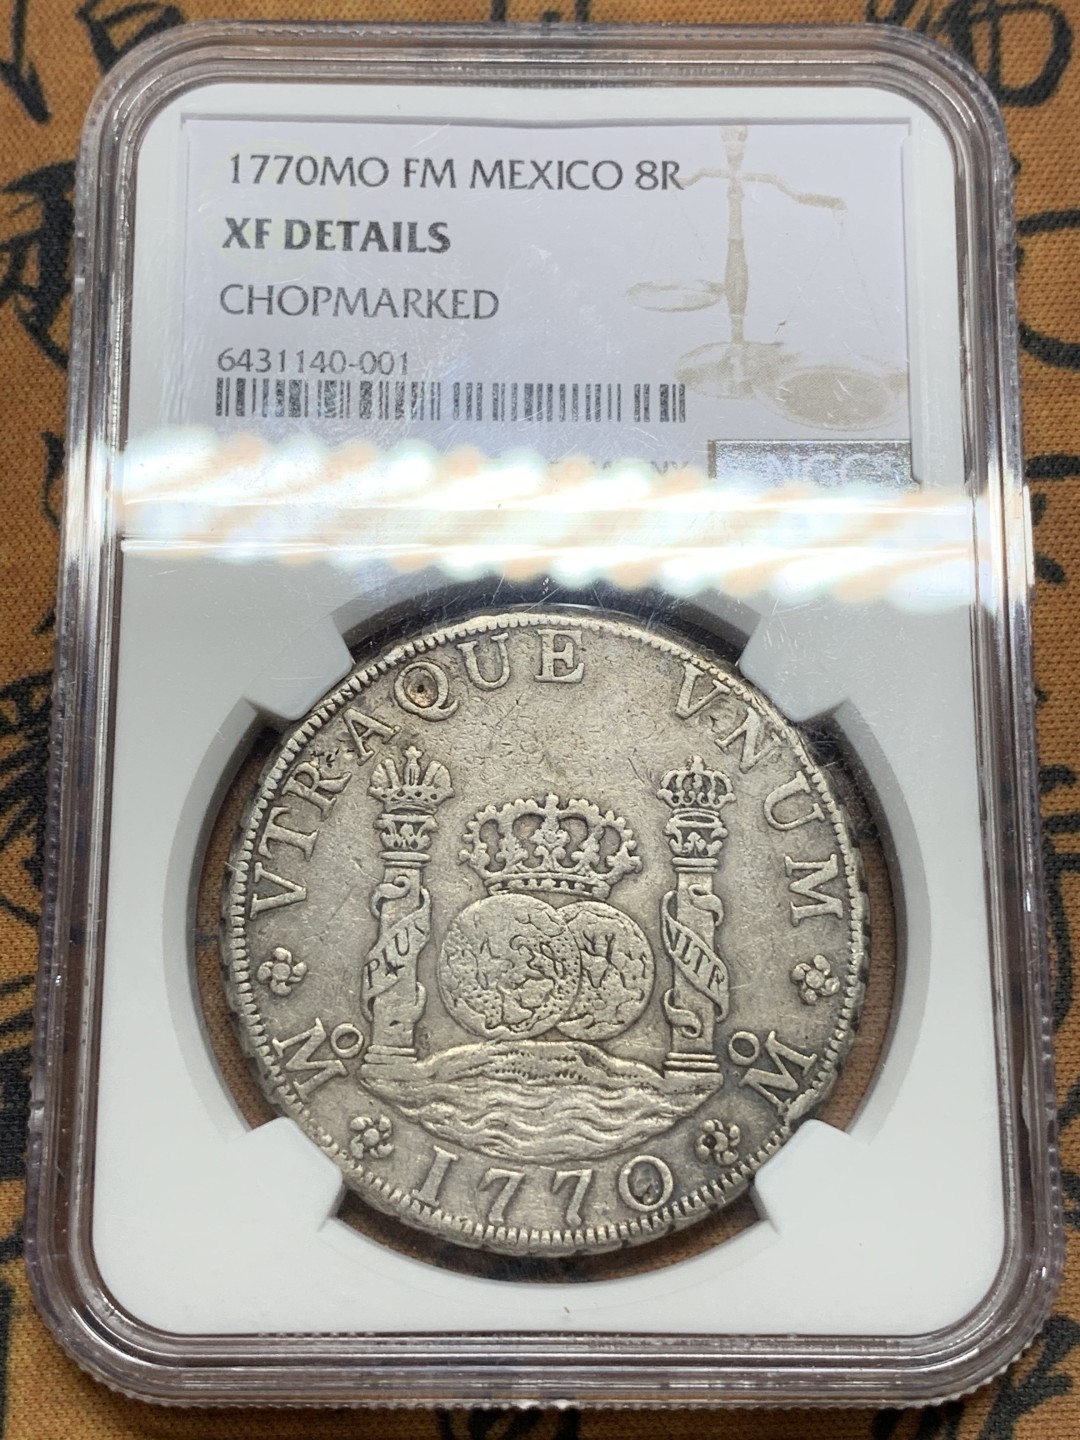 1770MO FM MEXICO 8R
XF DETAILS
CHOPMARKED
6431140-001
VTRAQUE VNUM
PLUS VLTR
Mo 1770 Mo